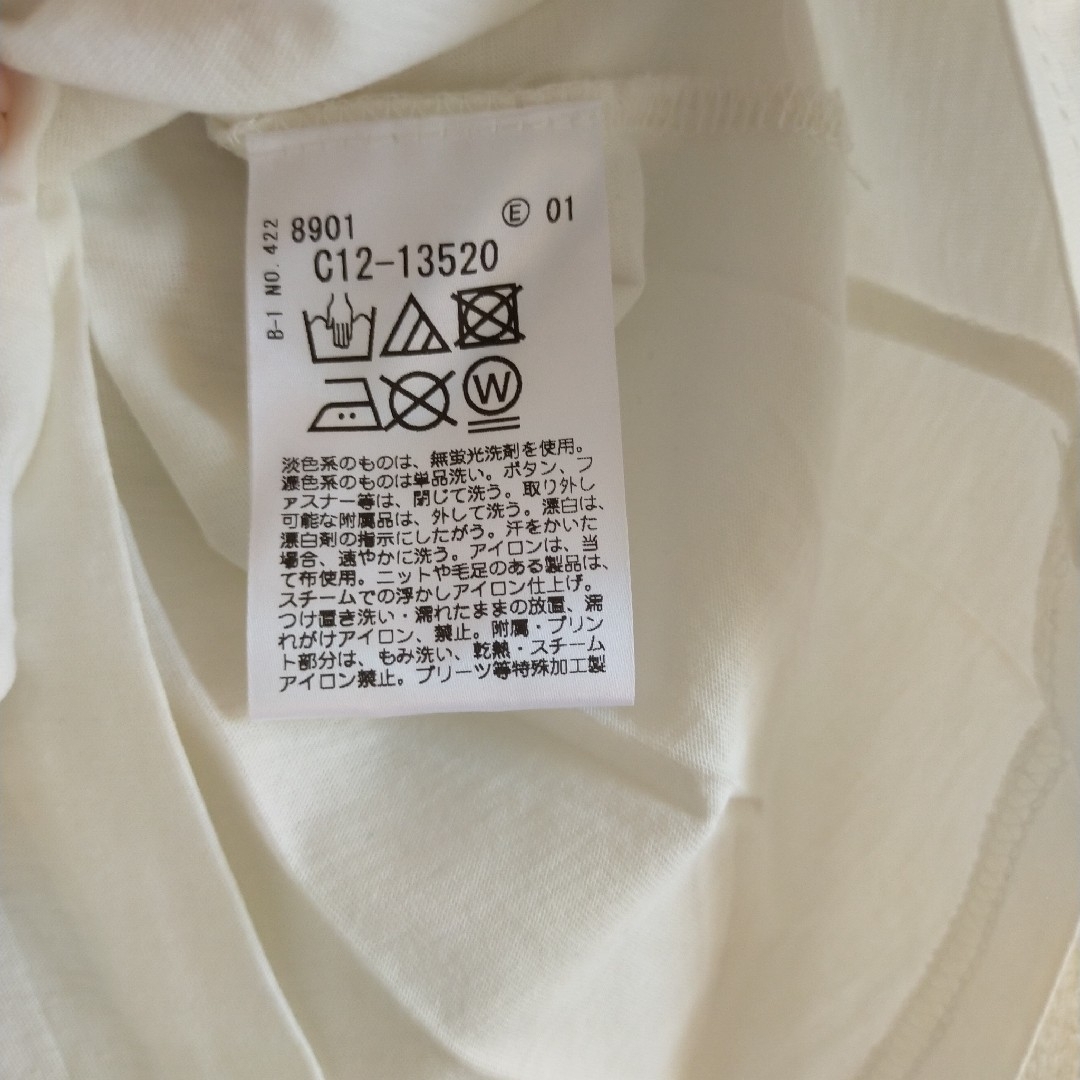 B-1 NO. 422
8901 Ⓔ 01
C12-13520
W
淡色系のものは、無蛍光洗剤を使用。
濃色系のものは単品洗い。ボタン、フ
ァスナー等は、閉じて洗う。取り外し
可能な附属品は、外して洗う。漂白は、
漂白剤の指示にしたがう。汗をかいた
場合、速やかに洗う。アイロンは、当
て布使用。ニットや毛足のある製品は、
スチームでの浮かしアイロン仕上げ。
つけ置き洗い・濡れたままの放置、濡
れがけアイロン、禁止。附属・プリン
ト部分は、もみ洗い、乾熱・スチーム
アイロン禁止。プリーツ等特殊加工製